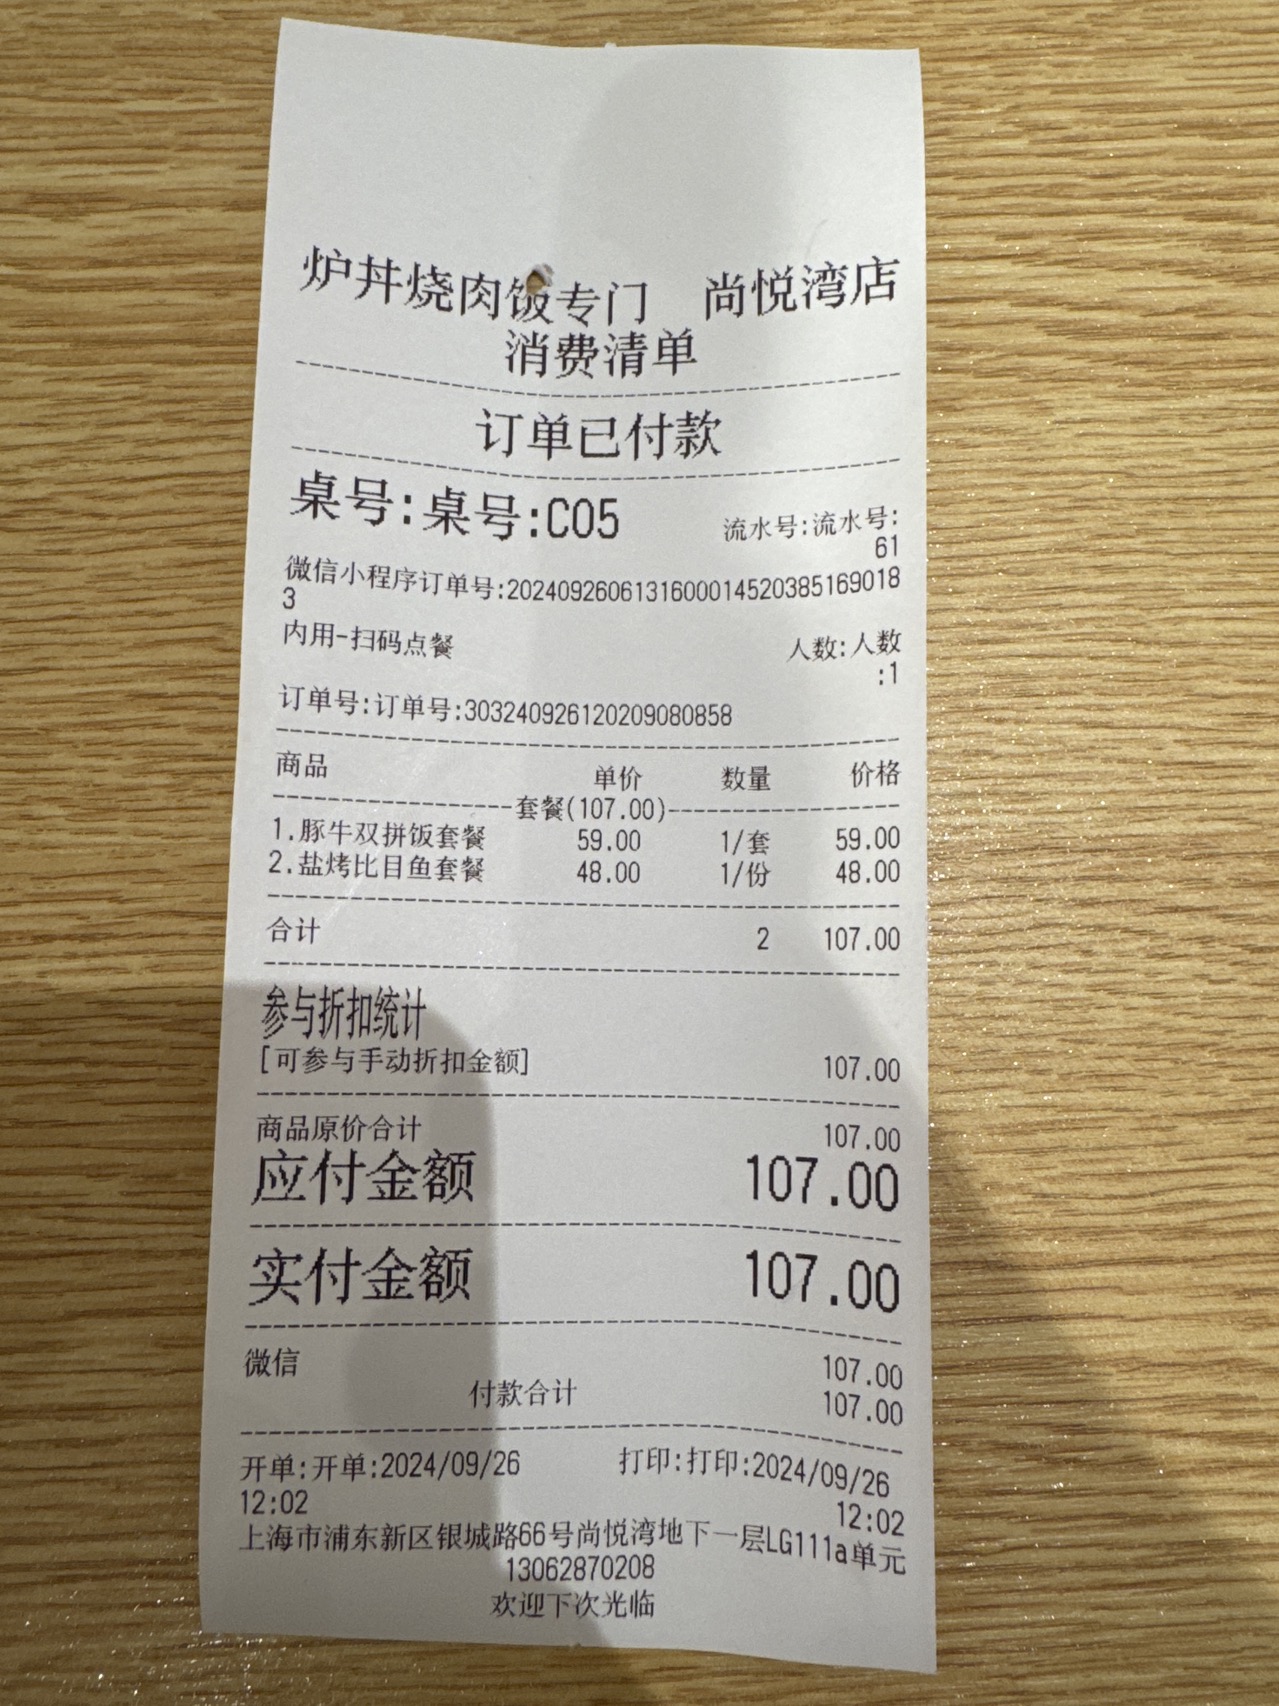 炉丼烧肉饭专门 尚悦湾店
消费清单
订单已付款
桌号:桌号:C05 流水号:流水号:
61
微信小程序订单号:2024092606131600014520385169018
3
内用-扫码点餐 人数:人数
:1
订单号:订单号:303240926120209080858
商品 单价 数量 价格
套餐(107.00)
1.豚牛双拼饭套餐 59.00 1/套 59.00
2.盐烤比目鱼套餐 48.00 1/份 48.00
合计 2 107.00
参与折扣统计
[可参与手动折扣金额] 107.00
商品原价合计 107.00
应付金额 107.00
实付金额 107.00
微信 107.00
付款合计 107.00
开单:开单:2024/09/26 打印:打印:2024/09/26
12:02 12:02
上海市浦东新区银城路66号尚悦湾地下一层LG111a单元
13062870208
欢迎下次光临